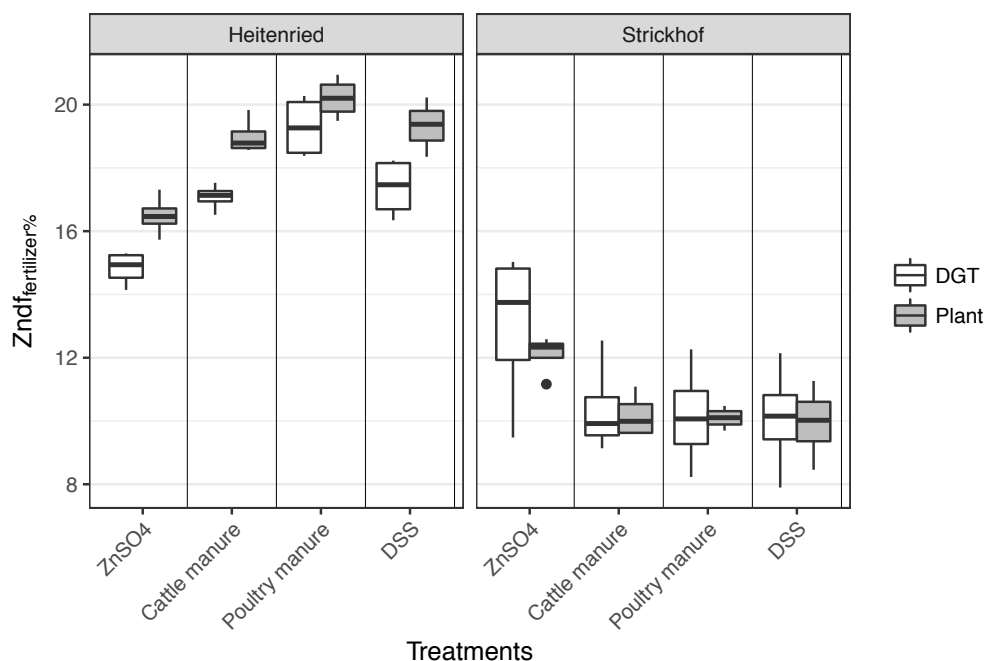 Heitenried
Strickhof
20
16
12
8
Zndffertilizer%
DGT
Plant
ZnSO4
Cattle manure
Poultry manure
DSS
ZnSO4
Cattle manure
Poultry manure
DSS
Treatments